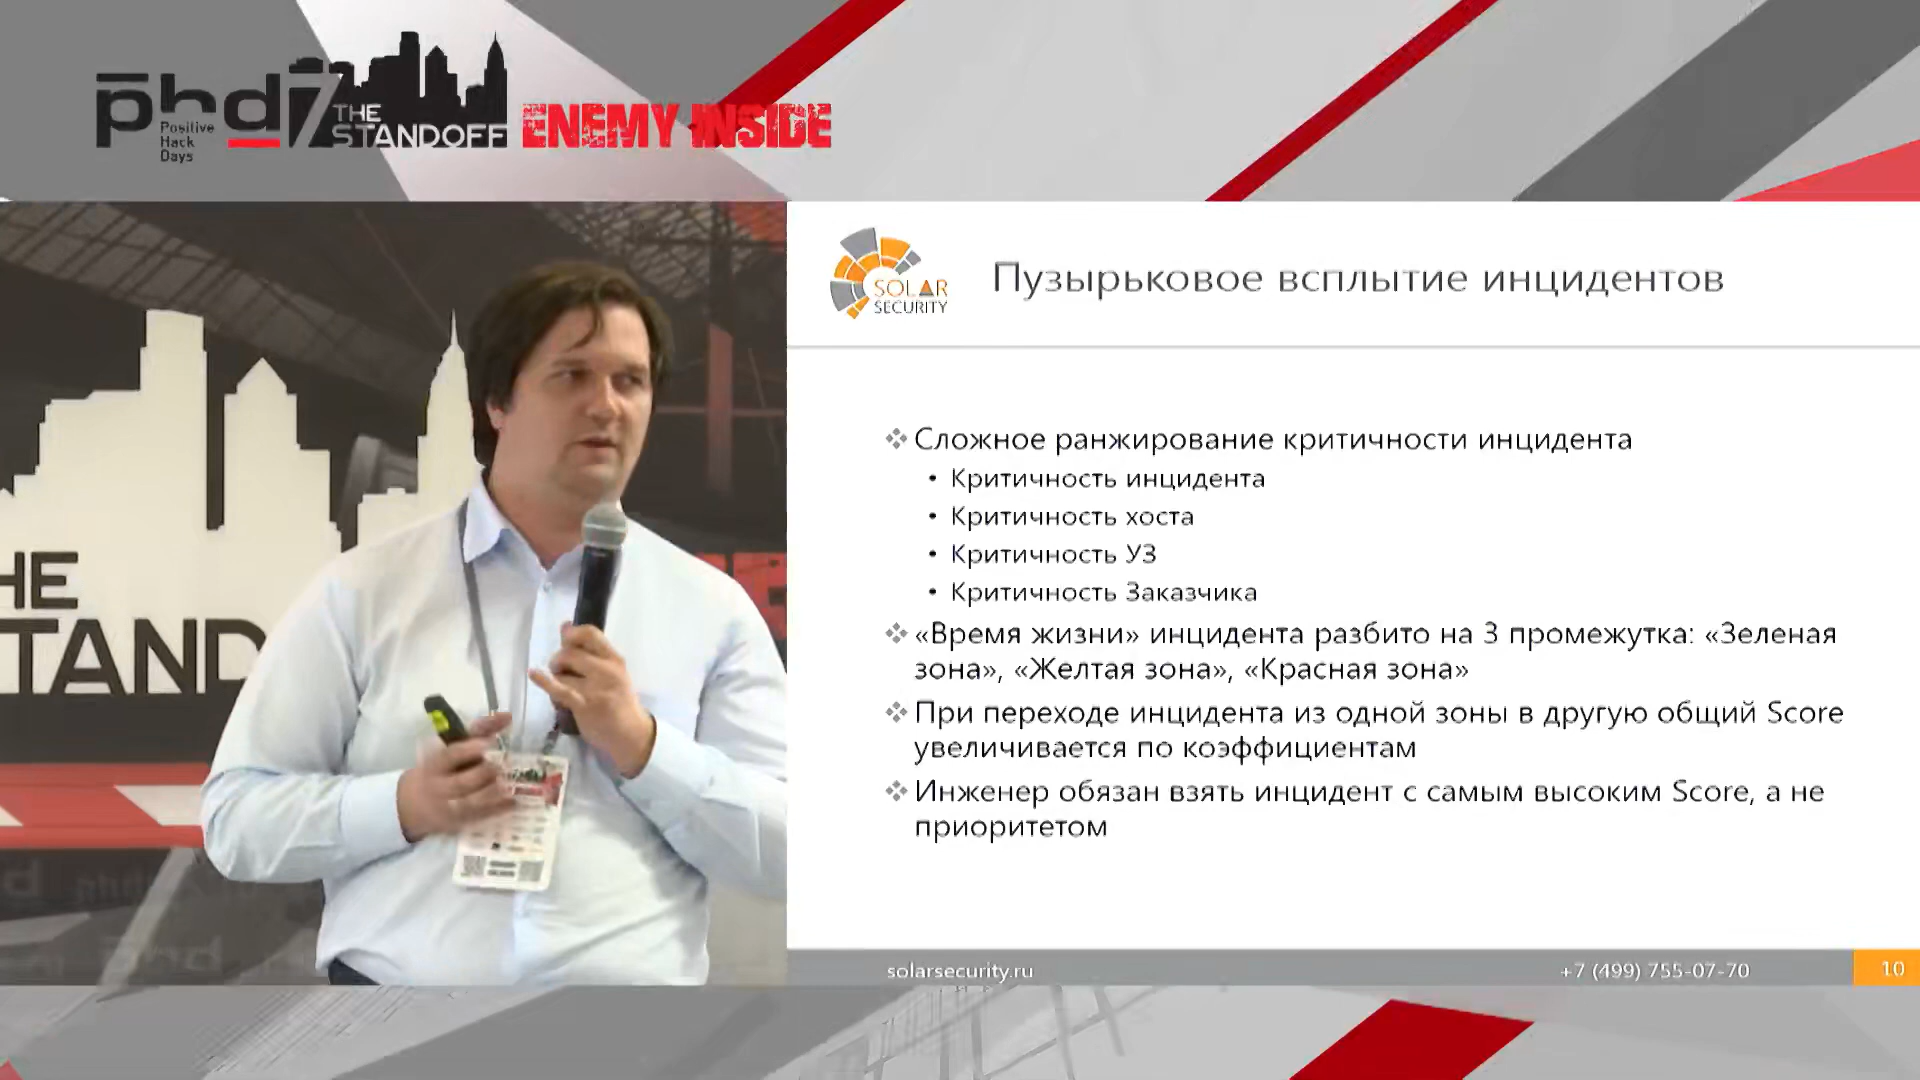 phd7
Positive
Hack
Days
THE
STANDOFF
ENEMY INSIDE
HE
TAND
SOLAR
SECURITY
Пузырьковое всплытие инцидентов
Сложное ранжирование критичности инцидента
• Критичность инцидента
• Критичность хоста
• Критичность УЗ
• Критичность Заказчика
«Время жизни» инцидента разбито на 3 промежутка: «Зеленая
зона», «Желтая зона», «Красная зона»
При переходе инцидента из одной зоны в другую общий Score
увеличивается по коэффициентам
Инженер обязан взять инцидент с самым высоким Score, а не
приоритетом
solarsecurity.ru
+7 (499) 755-07-70
10